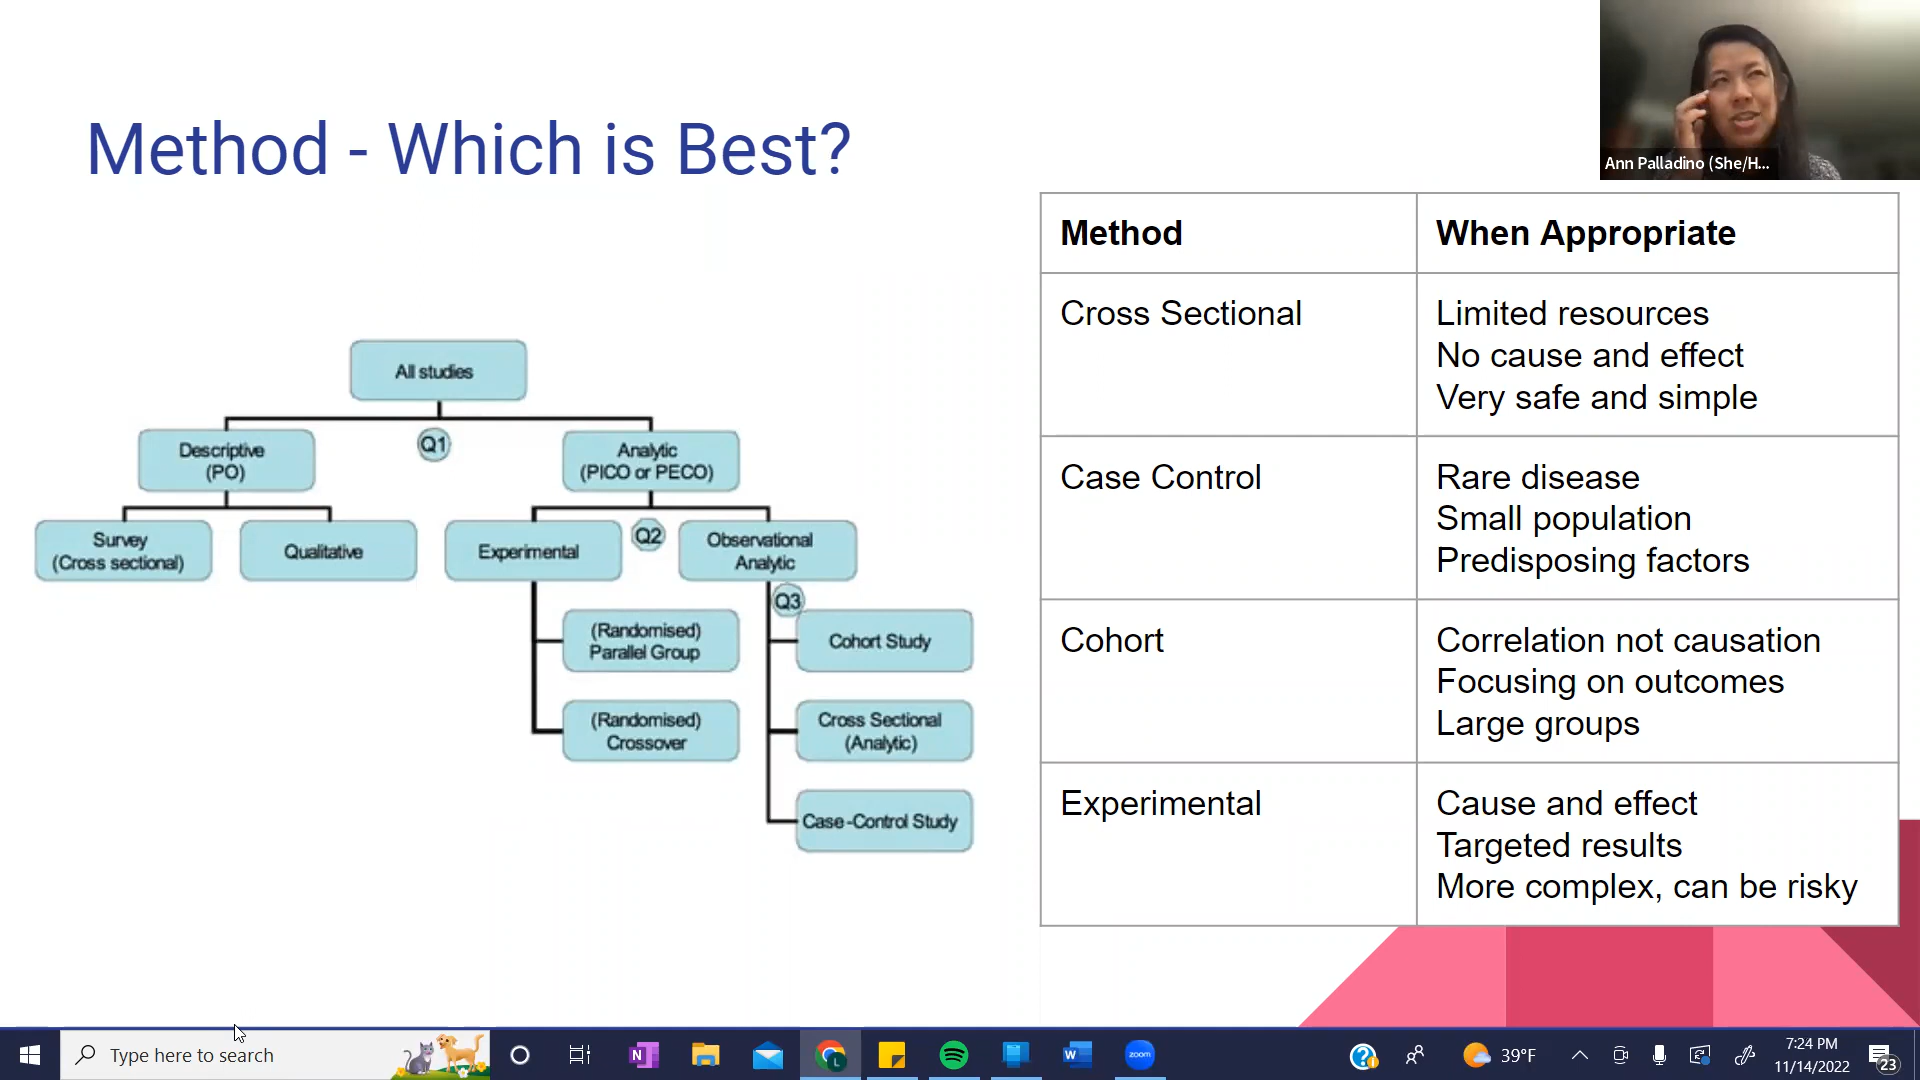 Method - Which is Best?
Ann Palladino (She/H...
All studies
Q1
Descriptive
(PO)
Analytic
(PICO or PECO)
Survey
(Cross sectional)
Qualitative
Experimental
Q2
Observational
Analytic
Q3
(Randomised)
Parallel Group
Cohort Study
(Randomised)
Crossover
Cross Sectional
(Analytic)
Case-Control Study
Method
When Appropriate
Cross Sectional
Limited resources
No cause and effect
Very safe and simple
Case Control
Rare disease
Small population
Predisposing factors
Cohort
Correlation not causation
Focusing on outcomes
Large groups
Experimental
Cause and effect
Targeted results
More complex, can be risky
Type here to search
N
W
zoom
39°F
7:24 PM
11/14/2022
23